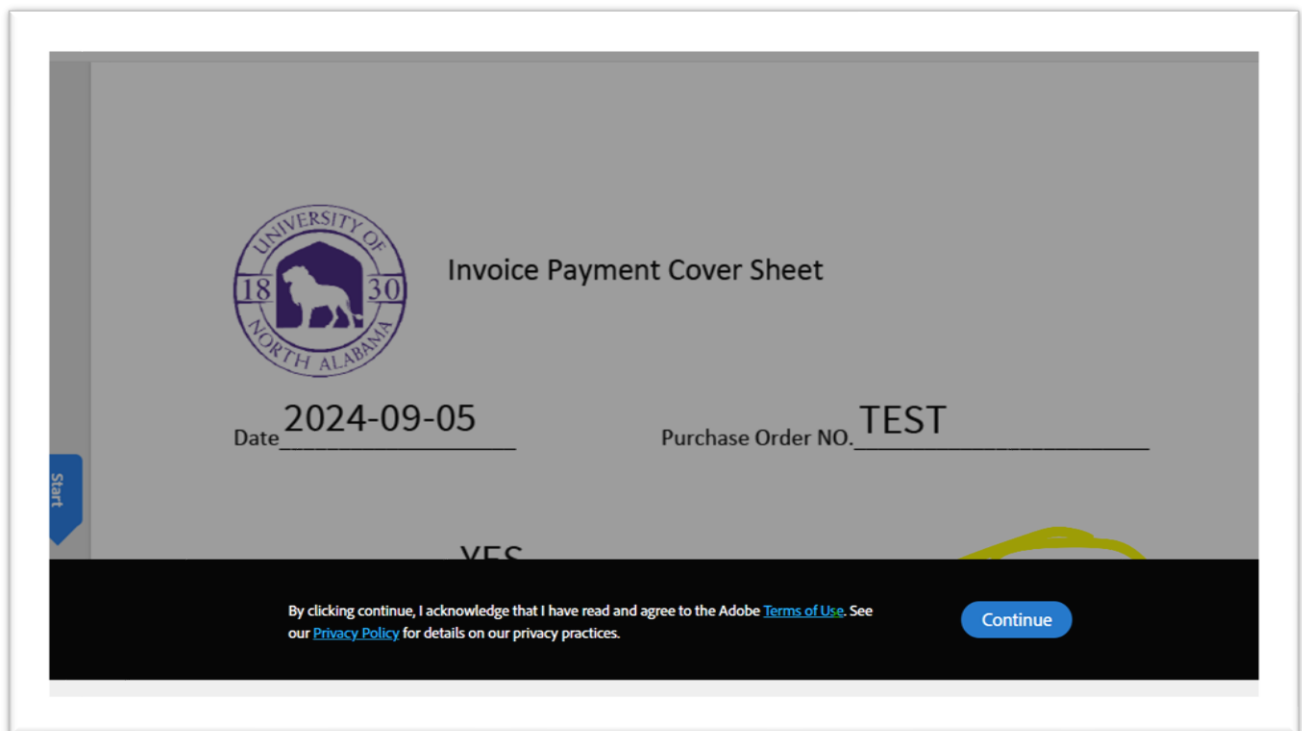 UNIVERSITY OF
18 30
NORTH ALABAMA
Invoice Payment Cover Sheet
Date 2024-09-05 Purchase Order NO. TEST
Start
YES
By clicking continue, I acknowledge that I have read and agree to the Adobe Terms of Use. See
our Privacy Policy for details on our privacy practices.
Continue